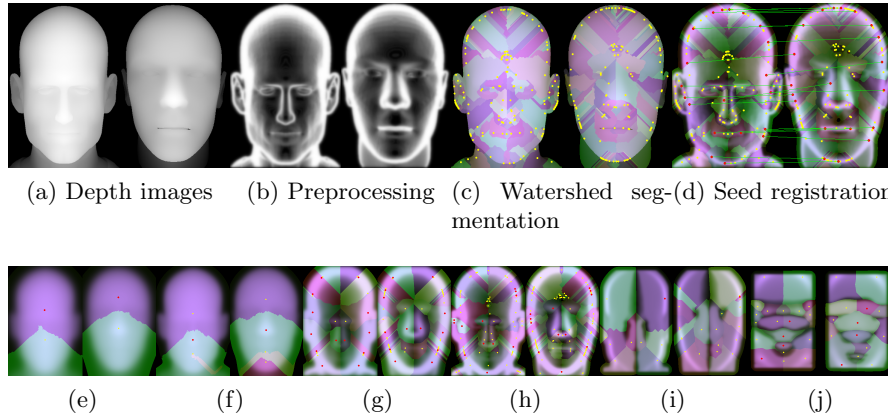 (a) Depth images (b) Preprocessing (c) Watershed seg- (d) Seed registration
mentation
(e) (f) (g) (h) (i) (j)